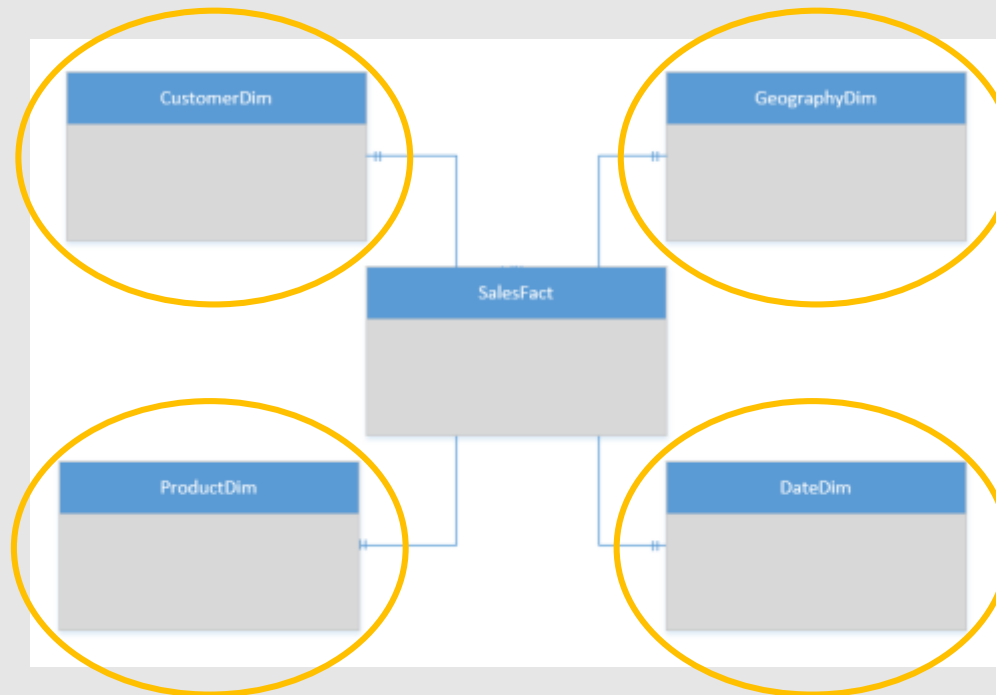 CustomerDim
GeographyDim
SalesFact
ProductDim
DateDim